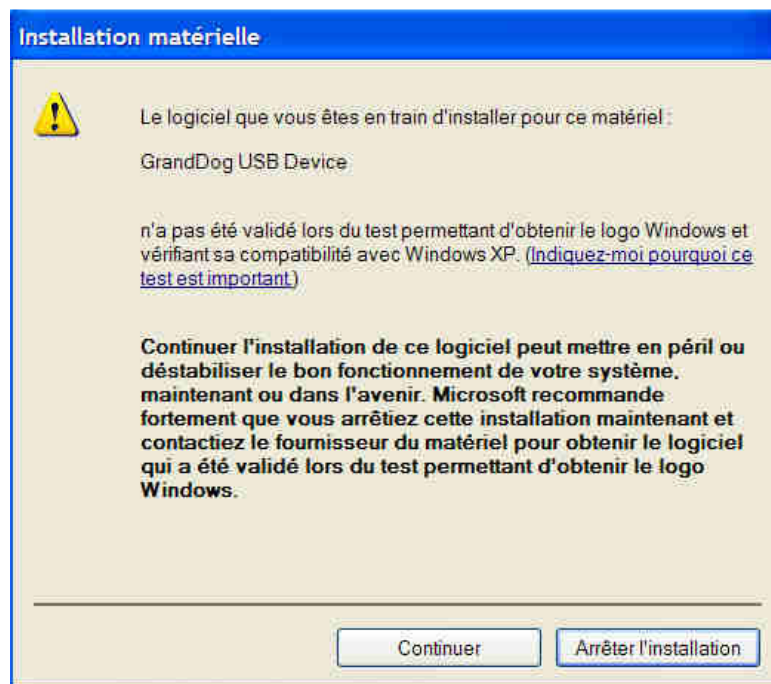 Installation matérielle
Le logiciel que vous êtes en train d'installer pour ce matériel :
GrandDog USB Device
n'a pas été validé lors du test permettant d'obtenir le logo Windows et
vérifiant sa compatibilité avec Windows XP. (Indiquez-moi pourquoi ce
test est important.)
Continuer l'installation de ce logiciel peut mettre en péril ou
déstabiliser le bon fonctionnement de votre système,
maintenant ou dans l'avenir. Microsoft recommande
fortement que vous arrêtiez cette installation maintenant et
contactiez le fournisseur du matériel pour obtenir le logiciel
qui a été validé lors du test permettant d'obtenir le logo
Windows.
Continuer
Arrêter l'installation